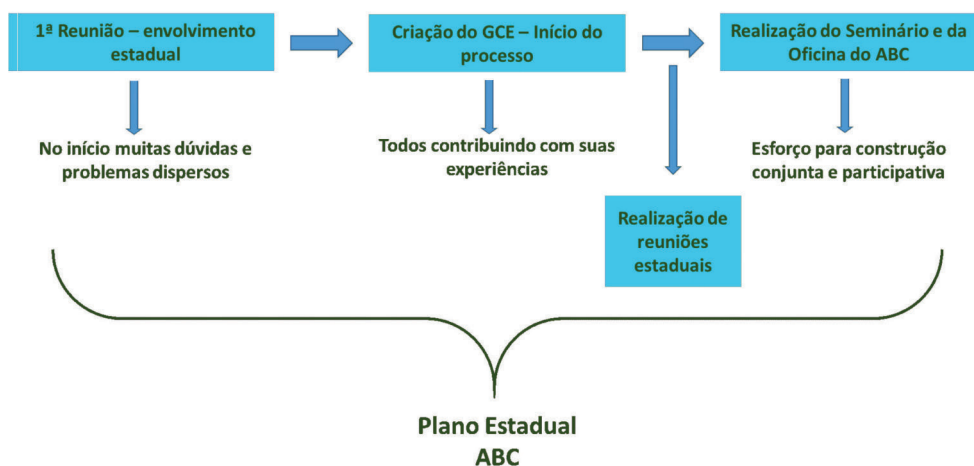 1ª Reunião – envolvimento
estadual
Criação do GCE – Início do
processo
Realização do Seminário e da
Oficina do ABC
No início muitas dúvidas e
problemas dispersos
Todos contribuindo com suas
experiências
Esforço para construção
conjunta e participativa
Realização de
reuniões
estaduais
Plano Estadual
ABC